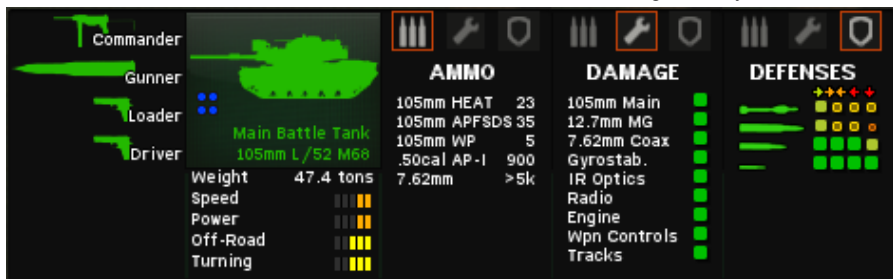 Commander
Gunner
Loader
Driver
Main Battle Tank
105mm L/52 M68
Weight 47.4 tons
Speed
Power
Off-Road
Turning
AMMO
105mm HEAT 23
105mm APFSDS 35
105mm WP 5
.50cal AP-I 900
7.62mm >5k
DAMAGE
105mm Main
12.7mm MG
7.62mm Coax
Gyrostab.
IR Optics
Radio
Engine
Wpn Controls
Tracks
DEFENSES